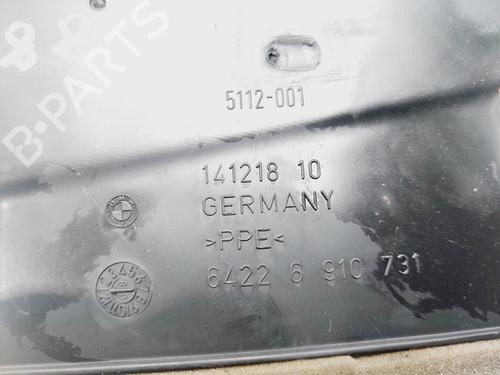 B-PARTS
5112-001
141218 10
GERMANY
>PPE<
6422 6 910 731